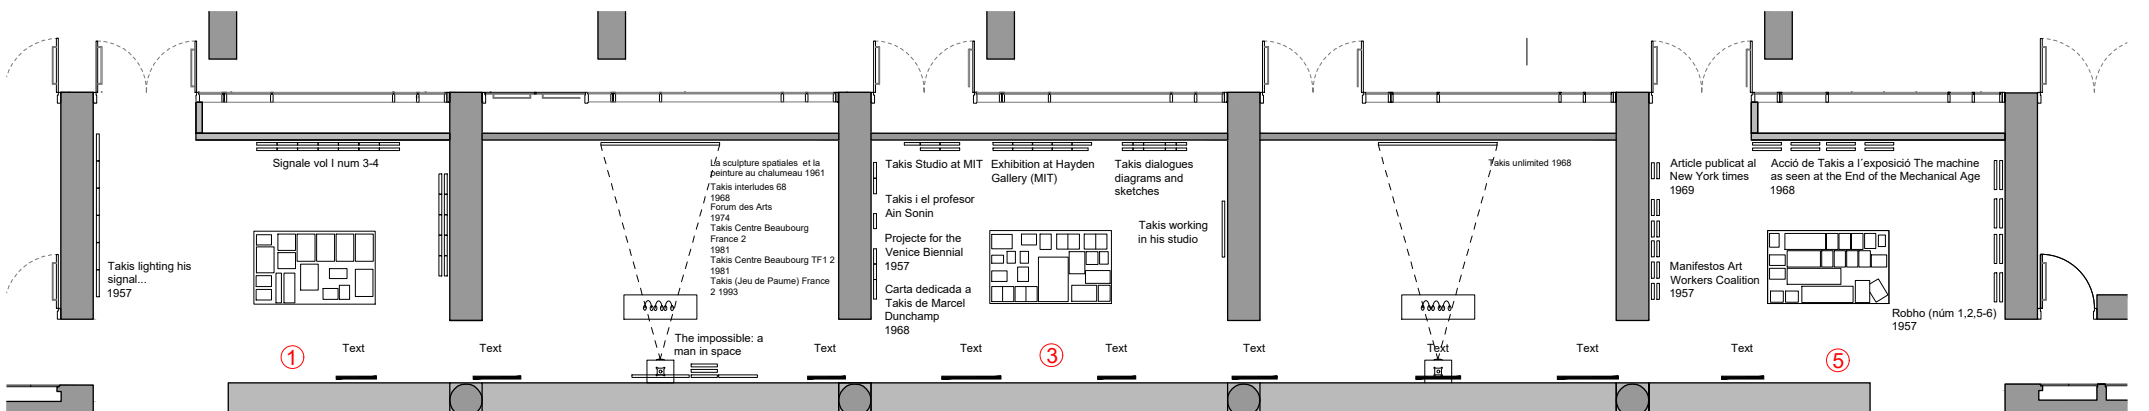 Signale vol I num 3-4
Takis lighting his
signal...
1957
La sculpture spatiales et la
peinture au chalumeau 1961
Takis interludes 68
1968
Forum des Arts
1974
Takis Centre Beaubourg
France 2
1981
Takis Centre Beaubourg TF1 2
1981
Takis (Jeu de Paume) France
2 1993
The impossible: a
man in space
Takis Studio at MIT
Takis i el profesor
Ain Sonin
Projecte for the
Venice Biennial
1957
Carta dedicada a
Takis de Marcel
Dunchamp
1968
Exhibition at Hayden
Gallery (MIT)
Takis dialogues
diagrams and
sketches
Takis working
in his studio
Takis unlimited 1968
Article publicat al
New York times
1969
Manifestos Art
Workers Coalition
1957
Acció de Takis a l´exposició The machine
as seen at the End of the Mechanical Age
1968
Robho (núm 1,2,5-6)
1957
1
Text
Text
Text
Text
3
Text
Text
Text
Text
Text
5